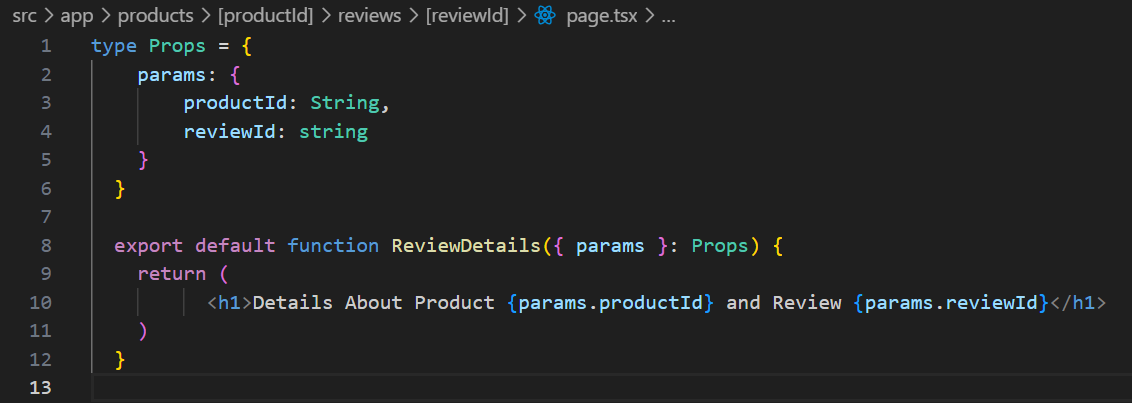 src > app > products > [productId] > reviews > [reviewId] > page.tsx > ...
1 type Props = {
2 params: {
3 productId: String,
4 reviewId: string
5 }
6 }
7
8 export default function ReviewDetails({ params }: Props) {
9 return (
10 <h1>Details About Product {params.productId} and Review {params.reviewId}</h1>
11 )
12 }
13